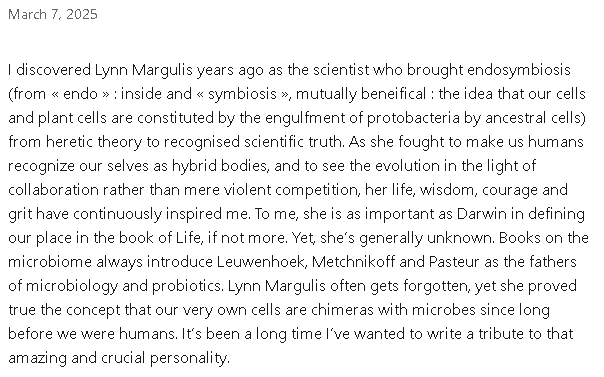 March 7, 2025
I discovered Lynn Margulis years ago as the scientist who brought endosymbiosis
(from « endo » : inside and « symbiosis », mutually beneifical : the idea that our cells
and plant cells are constituted by the engulfment of protobacteria by ancestral cells)
from heretic theory to recognised scientific truth. As she fought to make us humans
recognize our selves as hybrid bodies, and to see the evolution in the light of
collaboration rather than mere violent competition, her life, wisdom, courage and
grit have continuously inspired me. To me, she is as important as Darwin in defining
our place in the book of Life, if not more. Yet, she’s generally unknown. Books on the
microbiome always introduce Leuwenhoek, Metchnikoff and Pasteur as the fathers
of microbiology and probiotics. Lynn Margulis often gets forgotten, yet she proved
true the concept that our very own cells are chimeras with microbes since long
before we were humans. It’s been a long time I’ve wanted to write a tribute to that
amazing and crucial personality.